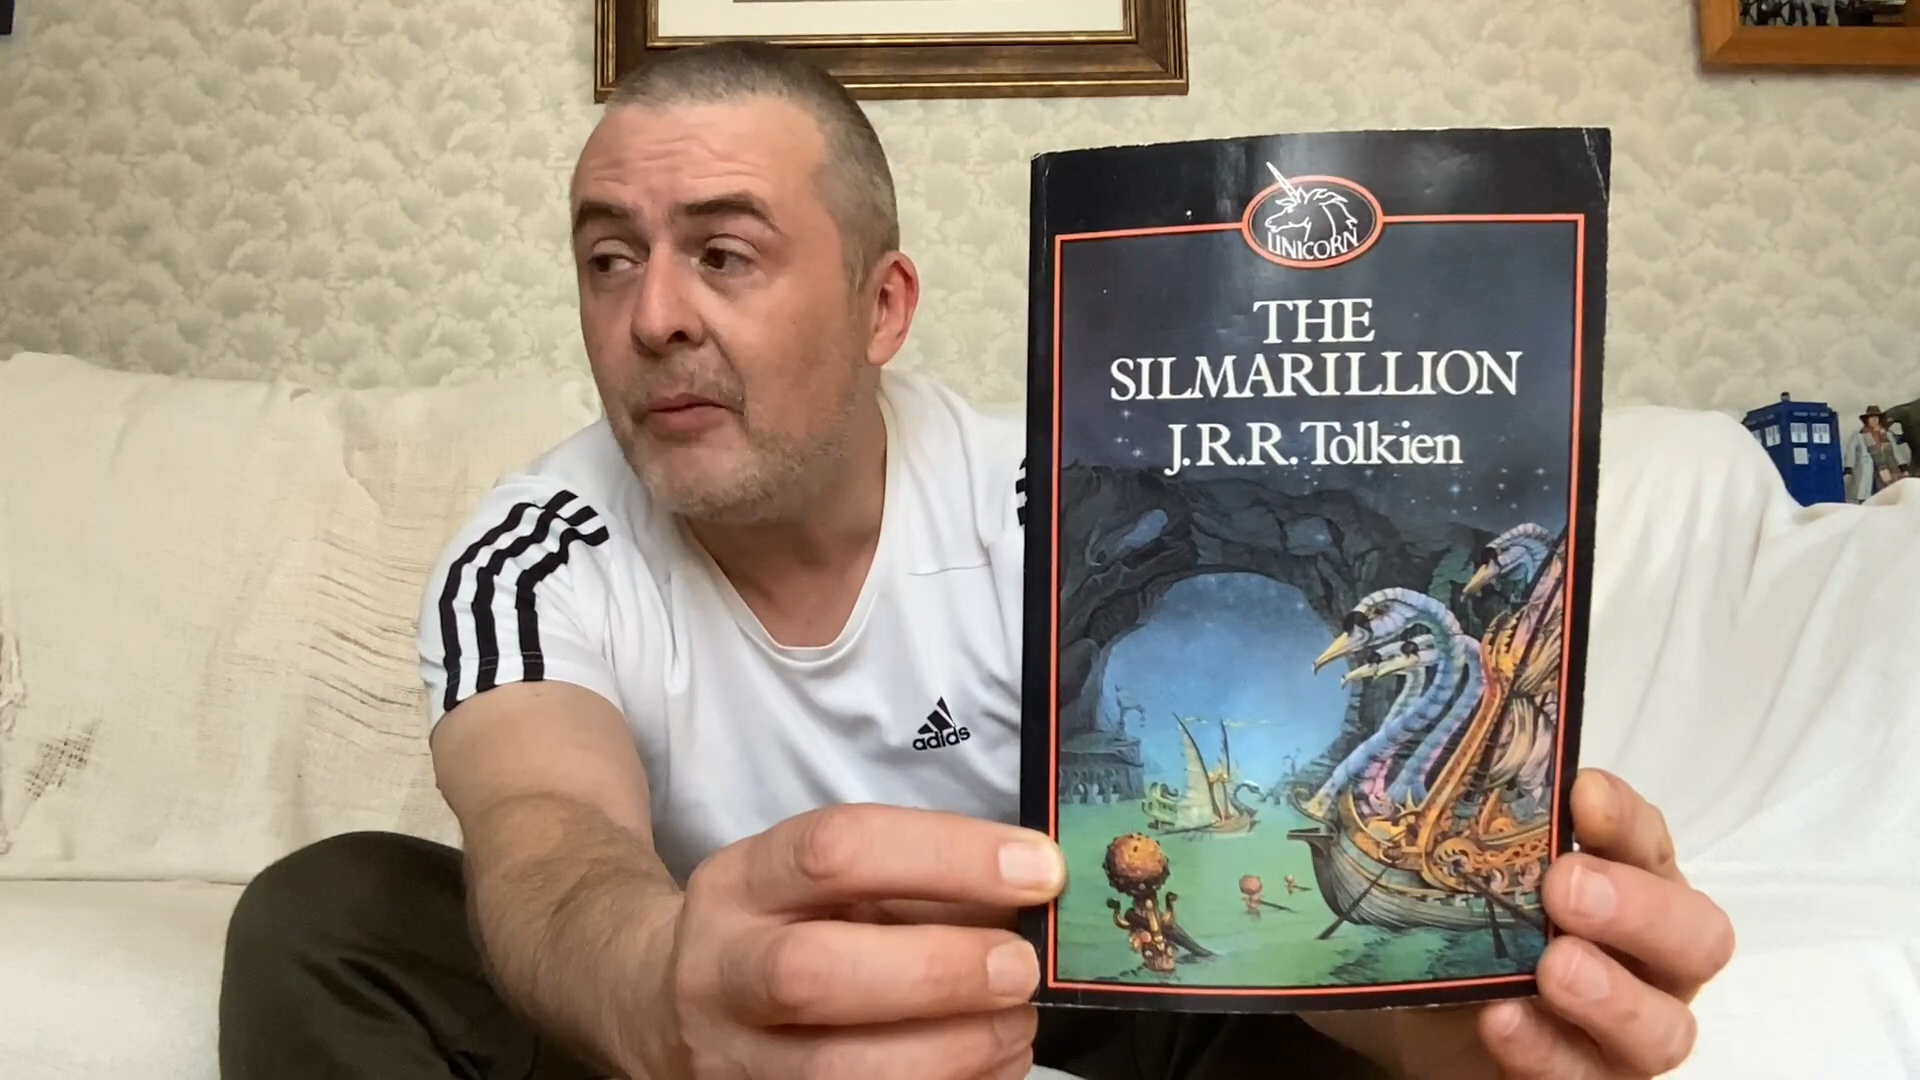 UNICORN
THE
SILMARILLION
J.R.R. Tolkien
adidas